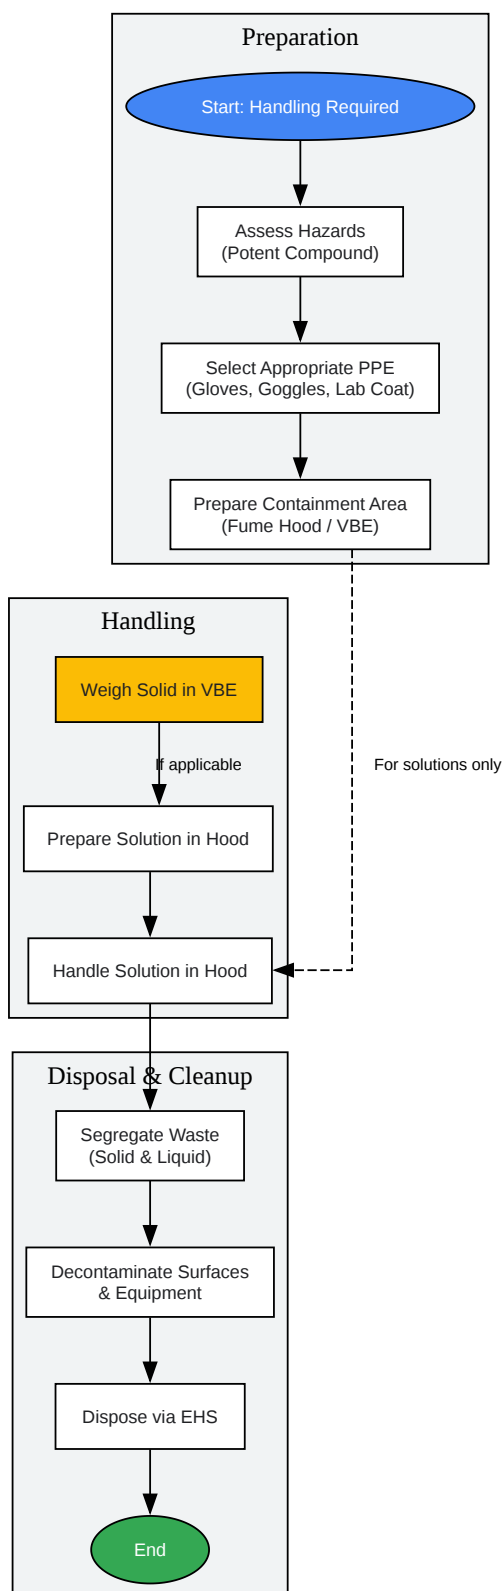 Preparation
Start: Handling Required
Assess Hazards
(Potent Compound)
Select Appropriate PPE
(Gloves, Goggles, Lab Coat)
Prepare Containment Area
(Fume Hood / VBE)
Handling
Weigh Solid in VBE
If applicable
For solutions only
Prepare Solution in Hood
Handle Solution in Hood
Disposal & Cleanup
Segregate Waste
(Solid & Liquid)
Decontaminate Surfaces
& Equipment
Dispose via EHS
End